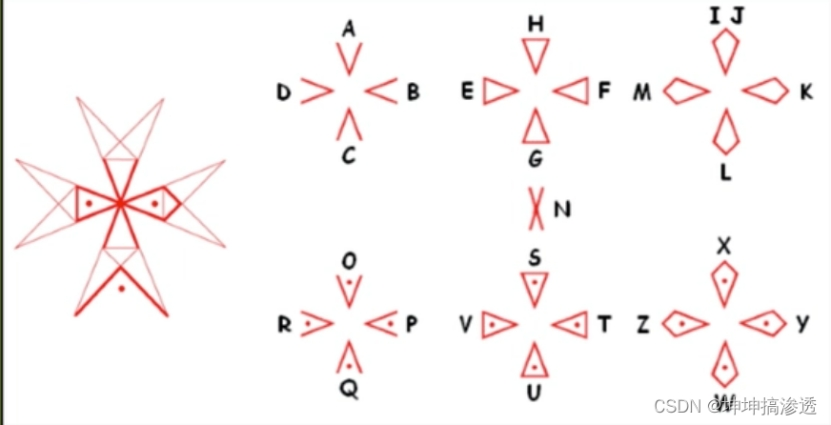 I J
H
A
D B E F M K
C G L
N
O S X
R P V T Z Y
Q U W
CSDN @坤坤搞渗透